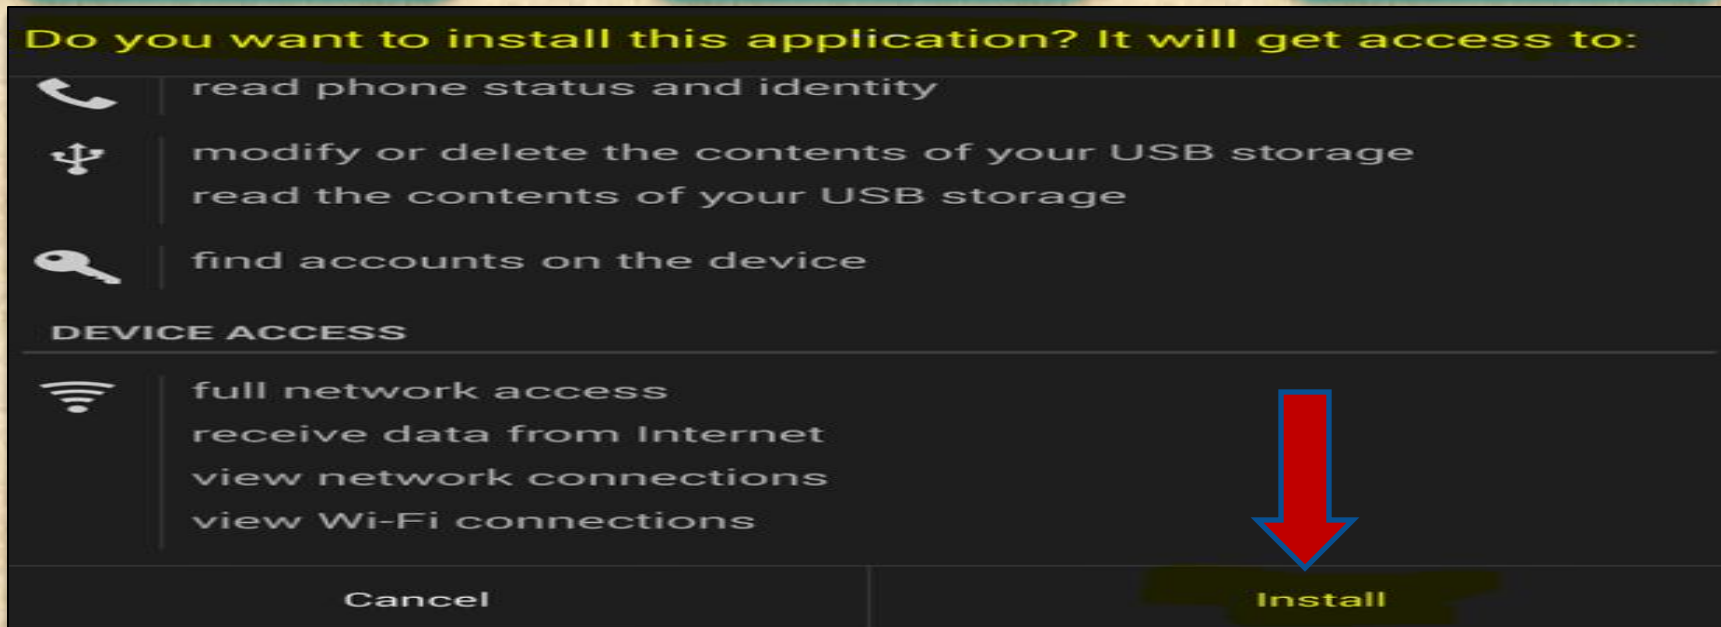 Do you want to install this application? It will get access to:
read phone status and identity
modify or delete the contents of your USB storage
read the contents of your USB storage
find accounts on the device
DEVICE ACCESS
full network access
receive data from Internet
view network connections
view Wi-Fi connections
Cancel
Install